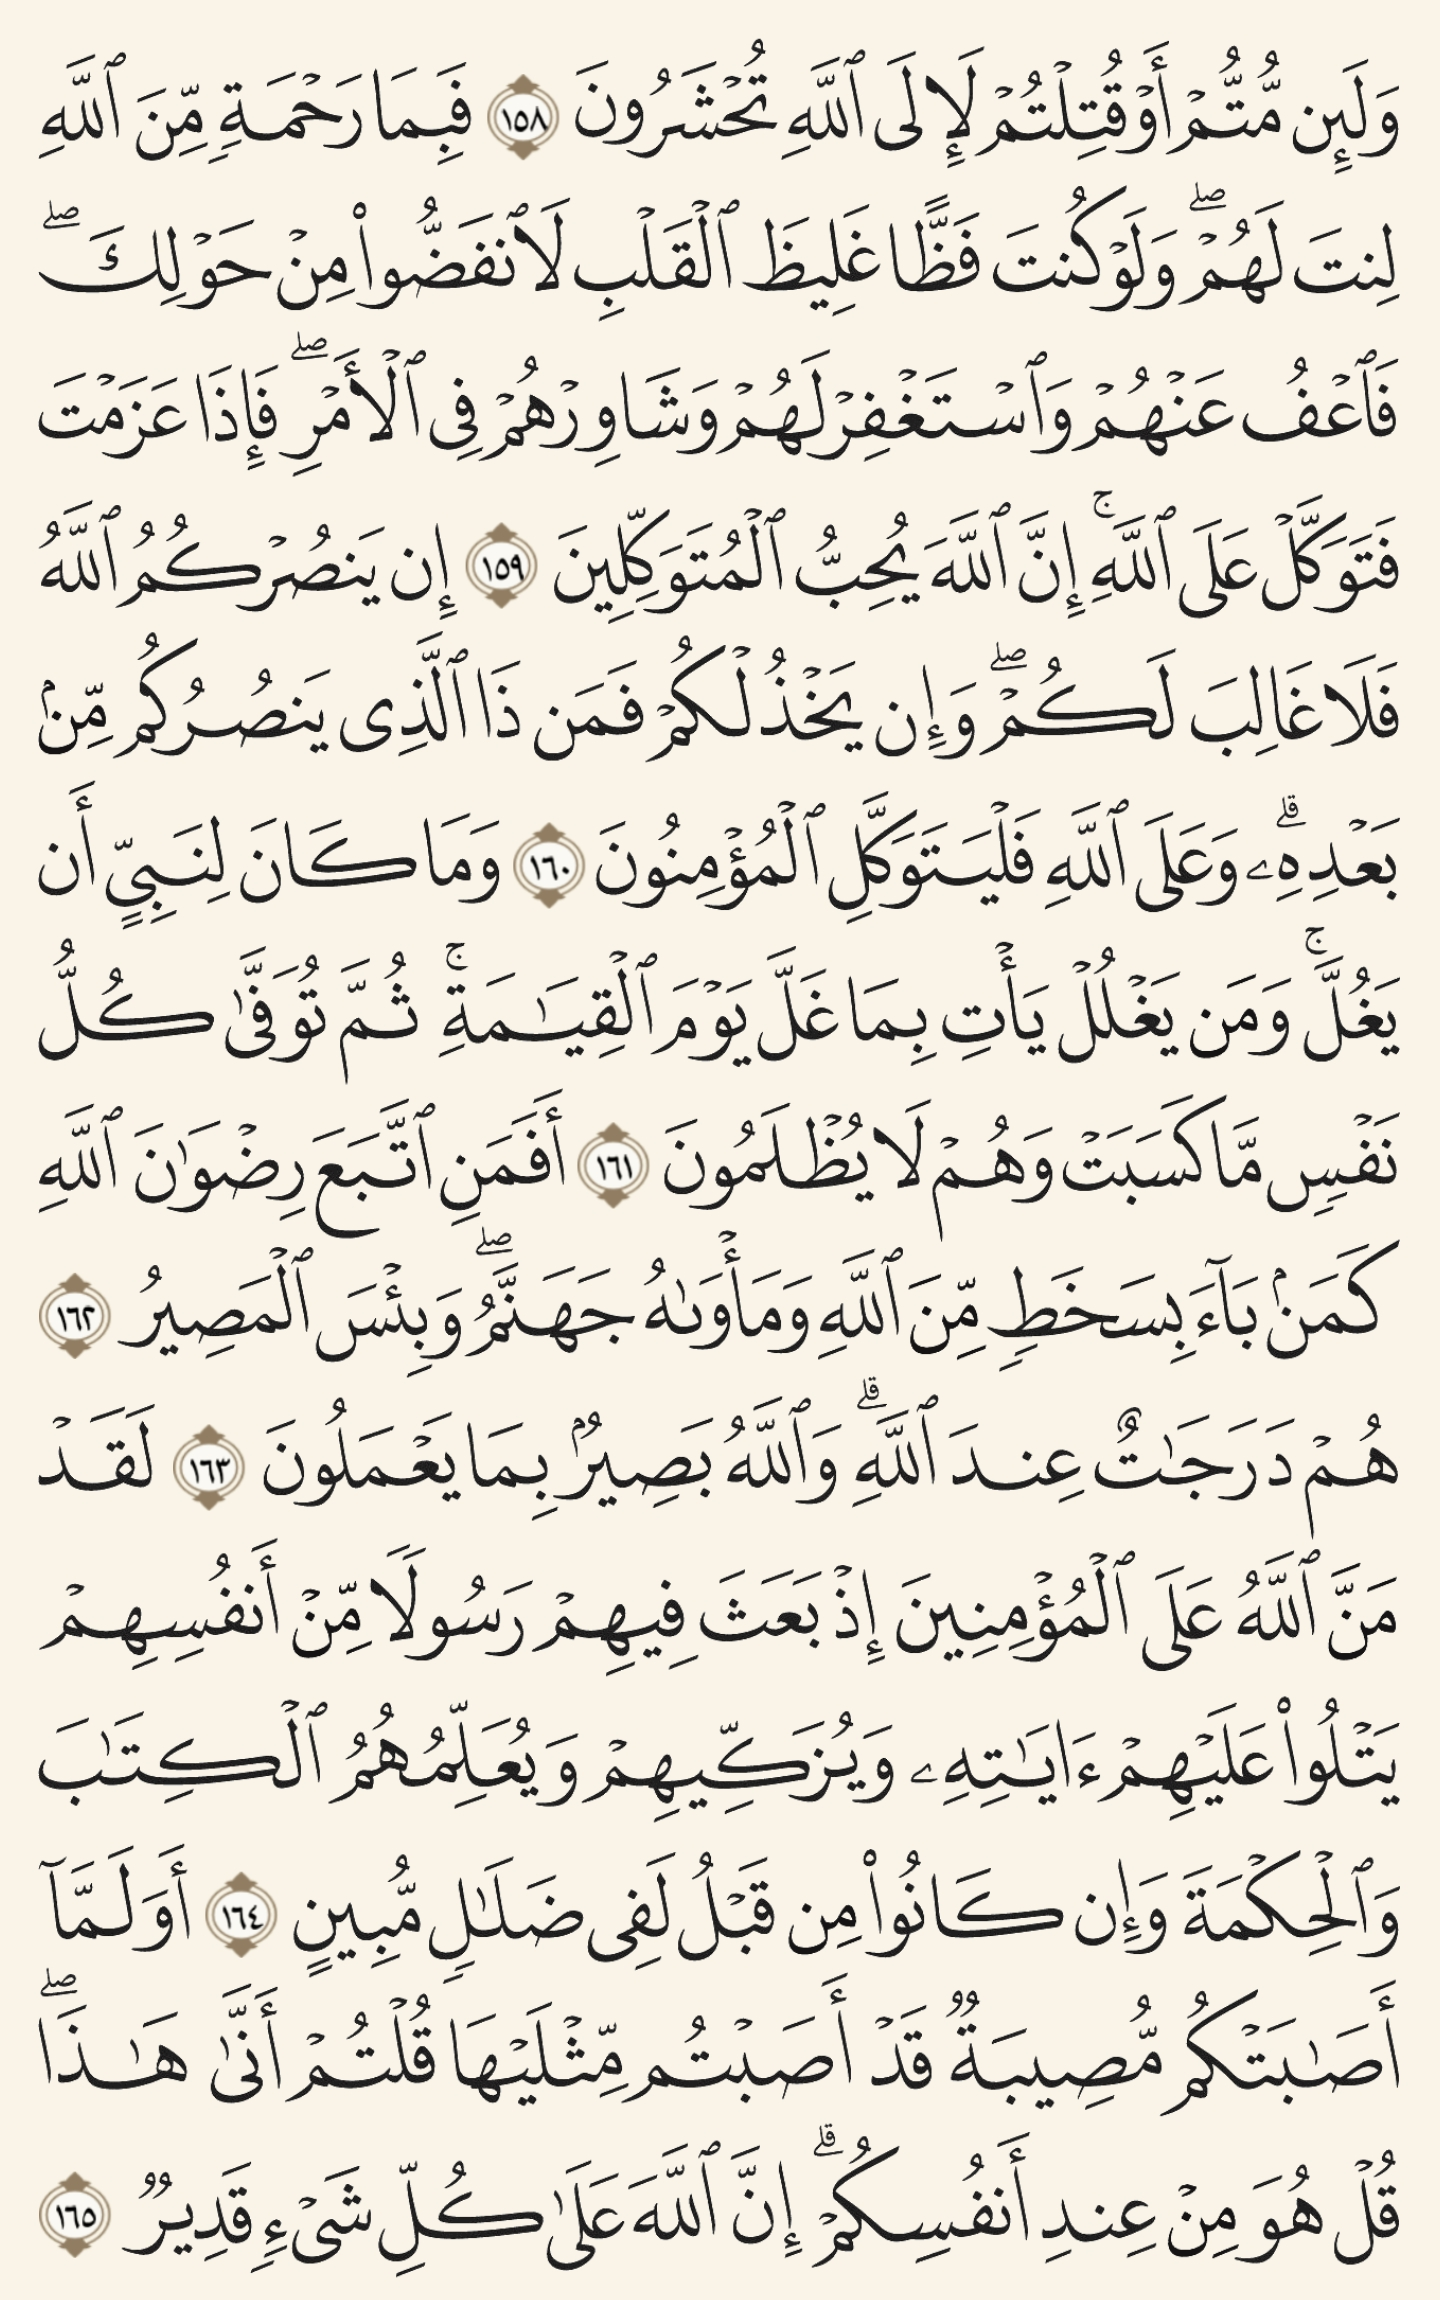 وَلَئِن مُّتُّمْ أَوْ قُتِلْتُمْ لَإِلَى ٱللَّهِ تُحْشَرُونَ ١٥٨ فَبِمَا رَحْمَةٍ مِّنَ ٱللَّهِ
لِنتَ لَهُمْ ۖ وَلَوْ كُنتَ فَظًّا غَلِيظَ ٱلْقَلْبِ لَٱنفَضُّوا۟ مِنْ حَوْلِكَ ۖ
فَٱعْفُ عَنْهُمْ وَٱسْتَغْفِرْ لَهُمْ وَشَاوِرْهُمْ فِى ٱلْأَمْرِ ۖ فَإِذَا عَزَمْتَ
فَتَوَكَّلْ عَلَى ٱللَّهِ ۚ إِنَّ ٱللَّهَ يُحِبُّ ٱلْمُتَوَكِّلِينَ ١٥٩ إِن يَنصُرْكُمُ ٱللَّهُ
فَلَا غَالِبَ لَكُمْ ۖ وَإِن يَخْذُلْكُمْ فَمَن ذَا ٱلَّذِى يَنصُرُكُم مِّنۢ
بَعْدِهِۦ ۗ وَعَلَى ٱللَّهِ فَلْيَتَوَكَّلِ ٱلْمُؤْمِنُونَ ١٦٠ وَمَا كَانَ لِنَبِىٍّ أَن
يَغُلَّ ۚ وَمَن يَغْلُلْ يَأْتِ بِمَا غَلَّ يَوْمَ ٱلْقِيَـٰمَةِ ۚ ثُمَّ تُوَفَّىٰ كُلُّ
نَفْسٍ مَّا كَسَبَتْ وَهُمْ لَا يُظْلَمُونَ ١٦١ أَفَمَنِ ٱتَّبَعَ رِضْوَٰنَ ٱللَّهِ
كَمَنۢ بَآءَ بِسَخَطٍ مِّنَ ٱللَّهِ وَمَأْوَىٰهُ جَهَنَّمُ ۖ وَبِئْسَ ٱلْمَصِيرُ ١٦٢
هُمْ دَرَجَـٰتٌ عِندَ ٱللَّهِ ۗ وَٱللَّهُ بَصِيرٌۢ بِمَا يَعْمَلُونَ ١٦٣ لَقَدْ
مَنَّ ٱللَّهُ عَلَى ٱلْمُؤْمِنِينَ إِذْ بَعَثَ فِيهِمْ رَسُولًا مِّنْ أَنفُسِهِمْ
يَتْلُوا۟ عَلَيْهِمْ ءَايَـٰتِهِۦ وَيُزَكِّيهِمْ وَيُعَلِّمُهُمُ ٱلْكِتَـٰبَ
وَٱلْحِكْمَةَ وَإِن كَانُوا۟ مِن قَبْلُ لَفِى ضَلَـٰلٍ مُّبِينٍ ١٦٤ أَوَلَمَّآ
أَصَـٰبَتْكُم مُّصِيبَةٌ قَدْ أَصَبْتُم مِّثْلَيْهَا قُلْتُمْ أَنَّىٰ هَـٰذَا ۖ
قُلْ هُوَ مِنْ عِندِ أَنفُسِكُمْ ۗ إِنَّ ٱللَّهَ عَلَىٰ كُلِّ شَىْءٍ قَدِيرٌ ١٦٥